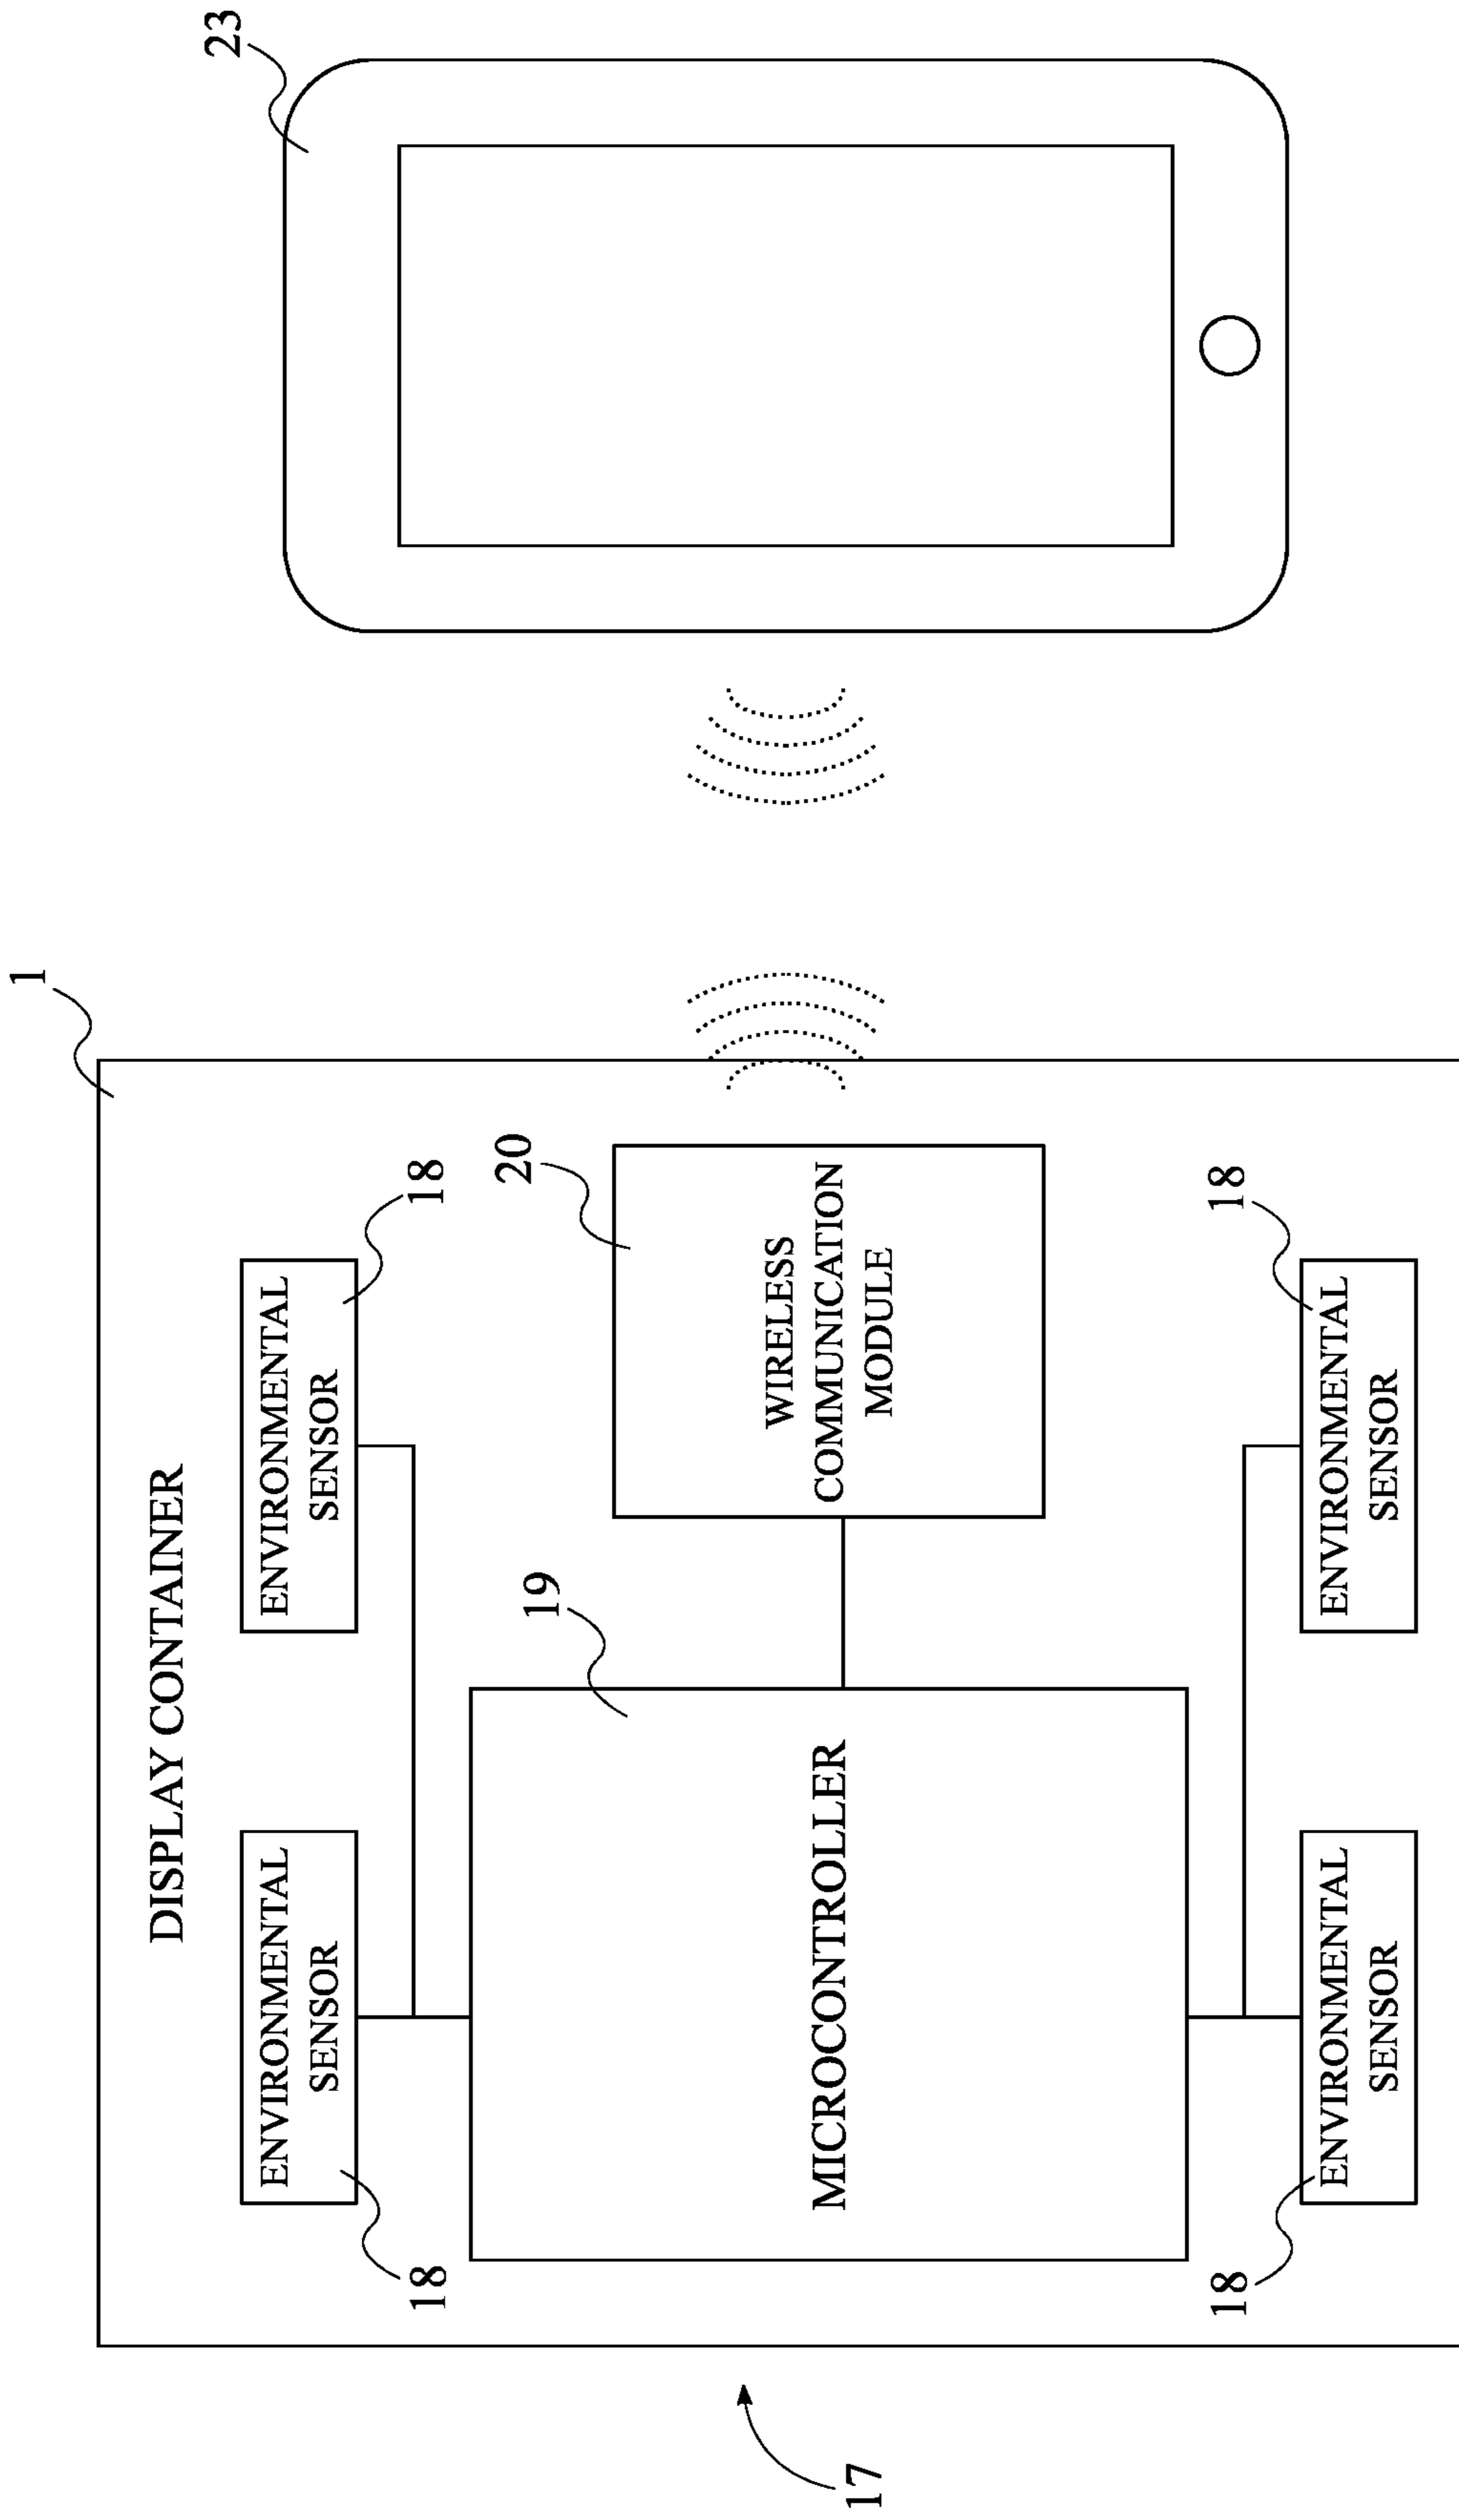 23
1
DISPLAY CONTAINER
18
ENVIRONMENTAL
SENSOR
18
ENVIRONMENTAL
SENSOR
20
WIRELESS
COMMUNICATION
MODULE
19
MICROCONTROLLER
18
ENVIRONMENTAL
SENSOR
18
ENVIRONMENTAL
SENSOR
17